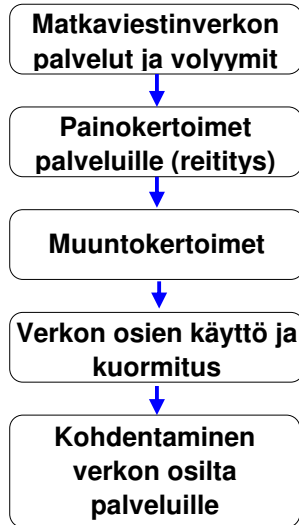 Matkaviestinverkon
palvelut ja volyymit
Painokertoimet
palveluille (reititys)
Muuntokertoimet
Verkon osien käyttö ja
kuormitus
Kohdentaminen
verkon osilta
palveluille